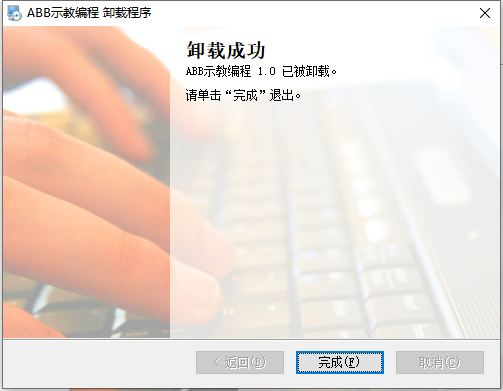 ABB示教编程 卸载程序
卸载成功
ABB示教编程 1.0 已被卸载。
请单击“完成”退出。
< 返回(B)
完成(F)
取消(C)